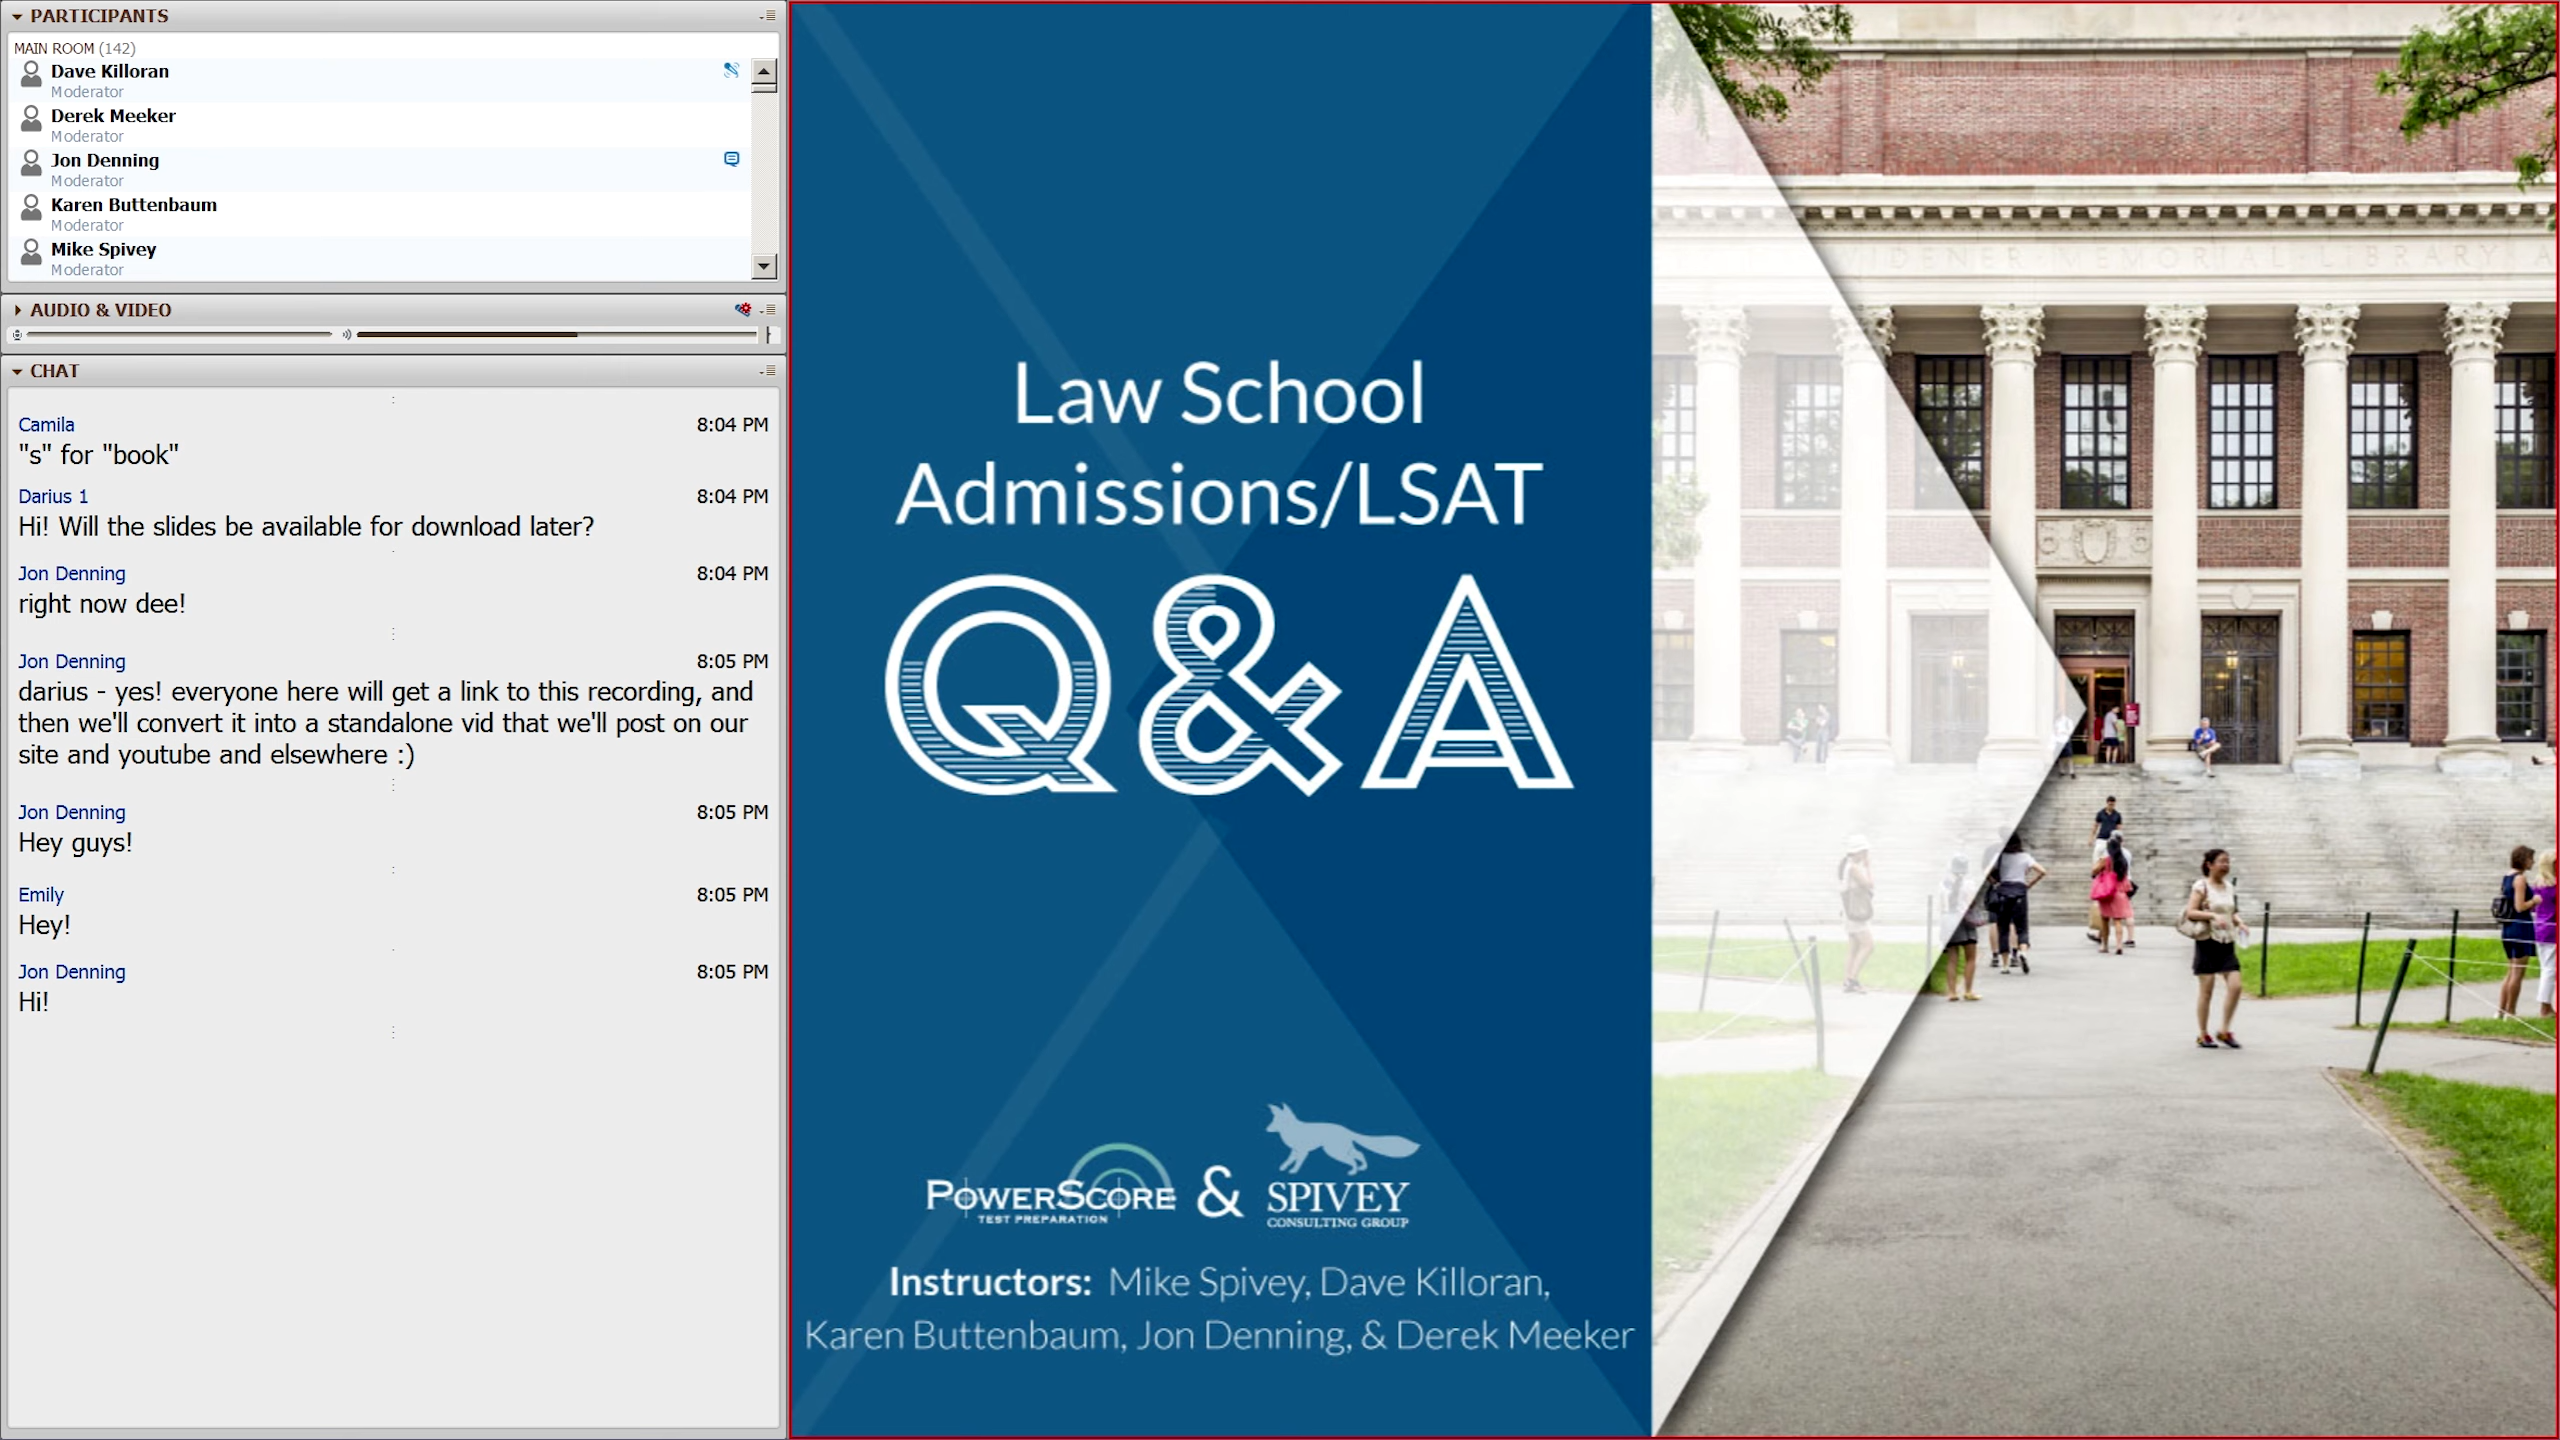 PARTICIPANTS
MAIN ROOM (142)
Dave Killoran
Moderator
Derek Meeker
Moderator
Jon Denning
Moderator
Karen Buttenbaum
Moderator
Mike Spivey
Moderator
AUDIO & VIDEO
CHAT
Camila 8:04 PM
"s" for "book"
Darius 1 8:04 PM
Hi! Will the slides be available for download later?
Jon Denning 8:04 PM
right now dee!
Jon Denning 8:05 PM
darius - yes! everyone here will get a link to this recording, and
then we'll convert it into a standalone vid that we'll post on our
site and youtube and elsewhere :)
Jon Denning 8:05 PM
Hey guys!
Emily 8:05 PM
Hey!
Jon Denning 8:05 PM
Hi!
Law School
Admissions/LSAT
Q&A
POWERSCORE
TEST PREPARATION
&
SPIVEY
CONSULTING GROUP
Instructors: Mike Spivey, Dave Killoran,
Karen Buttenbaum, Jon Denning, & Derek Meeker
DENER MEMORIAL LIBRARY A